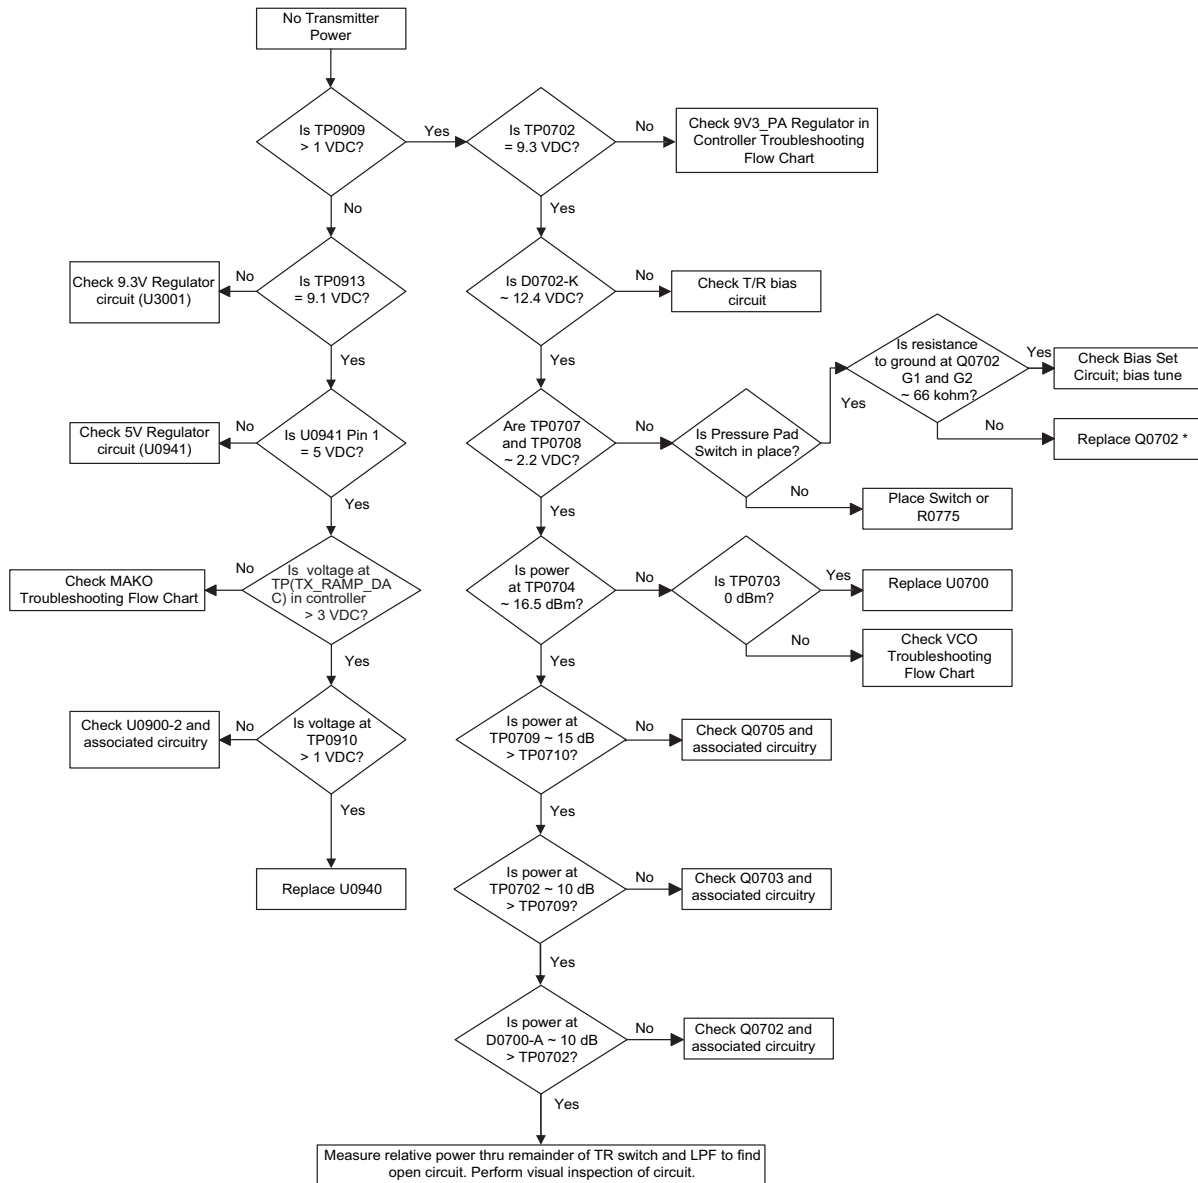 No Transmitter
Power
Is TP0909
> 1 VDC?
Yes
Is TP0702
= 9.3 VDC?
No
Check 9V3_PA Regulator in
Controller Troubleshooting
Flow Chart
No
Yes
Check 9.3V Regulator
circuit (U3001)
No
Is TP0913
= 9.1 VDC?
Is D0702-K
~ 12.4 VDC?
No
Check T/R bias
circuit
Yes
Yes
Is resistance
to ground at Q0702
G1 and G2
~ 66 kohm?
Yes
Check Bias Set
Circuit; bias tune
No
Replace Q0702 *
Check 5V Regulator
circuit (U0941)
No
Is U0941 Pin 1
= 5 VDC?
Are TP0707
and TP0708
~ 2.2 VDC?
No
Is Pressure Pad
Switch in place?
Yes
No
Place Switch or
R0775
Yes
Yes
Check MAKO
Troubleshooting Flow Chart
No
Is  voltage at
TP(TX_RAMP_DA
C) in controller
> 3 VDC?
Is power
at TP0704
~ 16.5 dBm?
No
Is TP0703
0 dBm?
Yes
Replace U0700
No
Check VCO
Troubleshooting
Flow Chart
Yes
Yes
Check U0900-2 and
associated circuitry
No
Is voltage at
TP0910
> 1 VDC?
Is power at
TP0709 ~ 15 dB
> TP0710?
No
Check Q0705 and
associated circuitry
Yes
Yes
Replace U0940
Is power at
TP0702 ~ 10 dB
> TP0709?
No
Check Q0703 and
associated circuitry
Yes
Is power at
D0700-A ~ 10 dB
> TP0702?
No
Check Q0702 and
associated circuitry
Yes
Measure relative power thru remainder of TR switch and LPF to find
open circuit. Perform visual inspection of circuit.